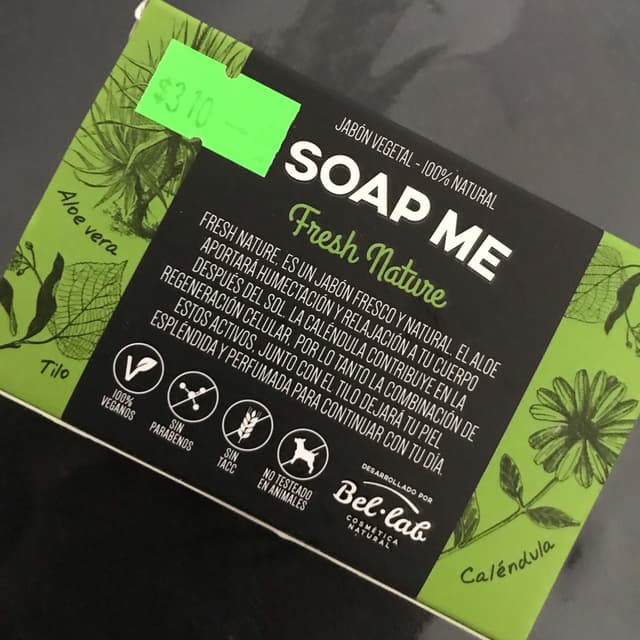 $310
JABÓN VEGETAL - 100% NATURAL
SOAP ME
Fresh Nature
FRESH NATURE. ES UN JABÓN FRESCO Y NATURAL. EL ALOE
APORTARÁ HUMECTACIÓN Y RELAJACIÓN A TU CUERPO
DESPUÉS DEL SOL. LA CALÉNDULA CONTRIBUYE EN LA
REGENERACIÓN CELULAR. POR LO TANTO LA COMBINACIÓN DE
ESTOS ACTIVOS, JUNTO CON EL TILO DEJARÁ TU PIEL
ESPLÉNDIDA Y PERFUMADA PARA CONTINUAR CON TU DÍA.
Aloe vera
Tilo
100%
VEGANOS
SIN
PARABENOS
SIN
TACC
NO TESTEADO
EN ANIMALES
DESARROLLADO POR
Bel·lab
COSMÉTICA
NATURAL
Caléndula